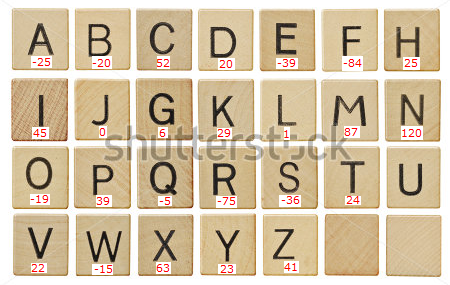 A B C D E F H
-25 -20 52 20 -39 -84 25
I J G K L M N
45 0 6 29 1 87 120
shutterstock
O P Q R S T U
-19 39 -5 -75 -36 24
V W X Y Z
22 -15 63 23 41